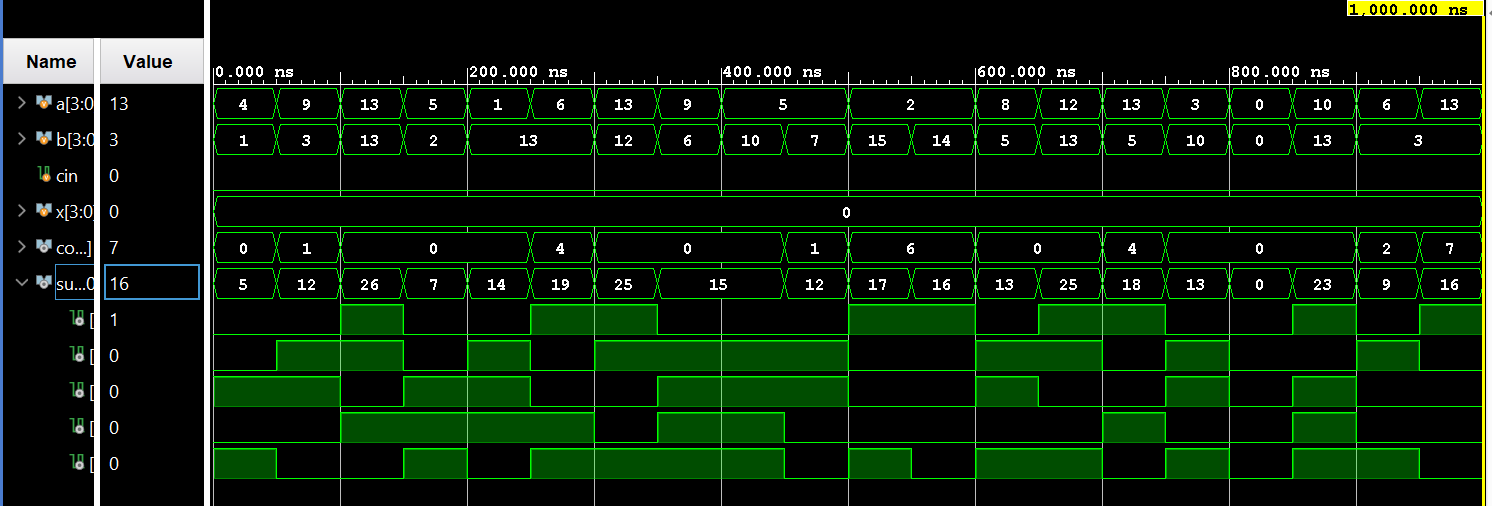 1,000.000 ns
Name Value
0.000 ns 200.000 ns 400.000 ns 600.000 ns 800.000 ns
a[3:0 13 4 9 13 5 1 6 13 9 5 2 8 12 13 3 0 10 6 13
b[3:0 3 1 3 13 2 13 12 6 10 7 15 14 5 13 5 10 0 13 3
cin 0
x[3:0] 0 0
co...] 7 0 1 0 4 0 1 6 0 4 0 2 7
su...0 16 5 12 26 7 14 19 25 15 12 17 16 13 25 18 13 0 23 9 16
[ 1
[ 0
[ 0
[ 0
[ 0